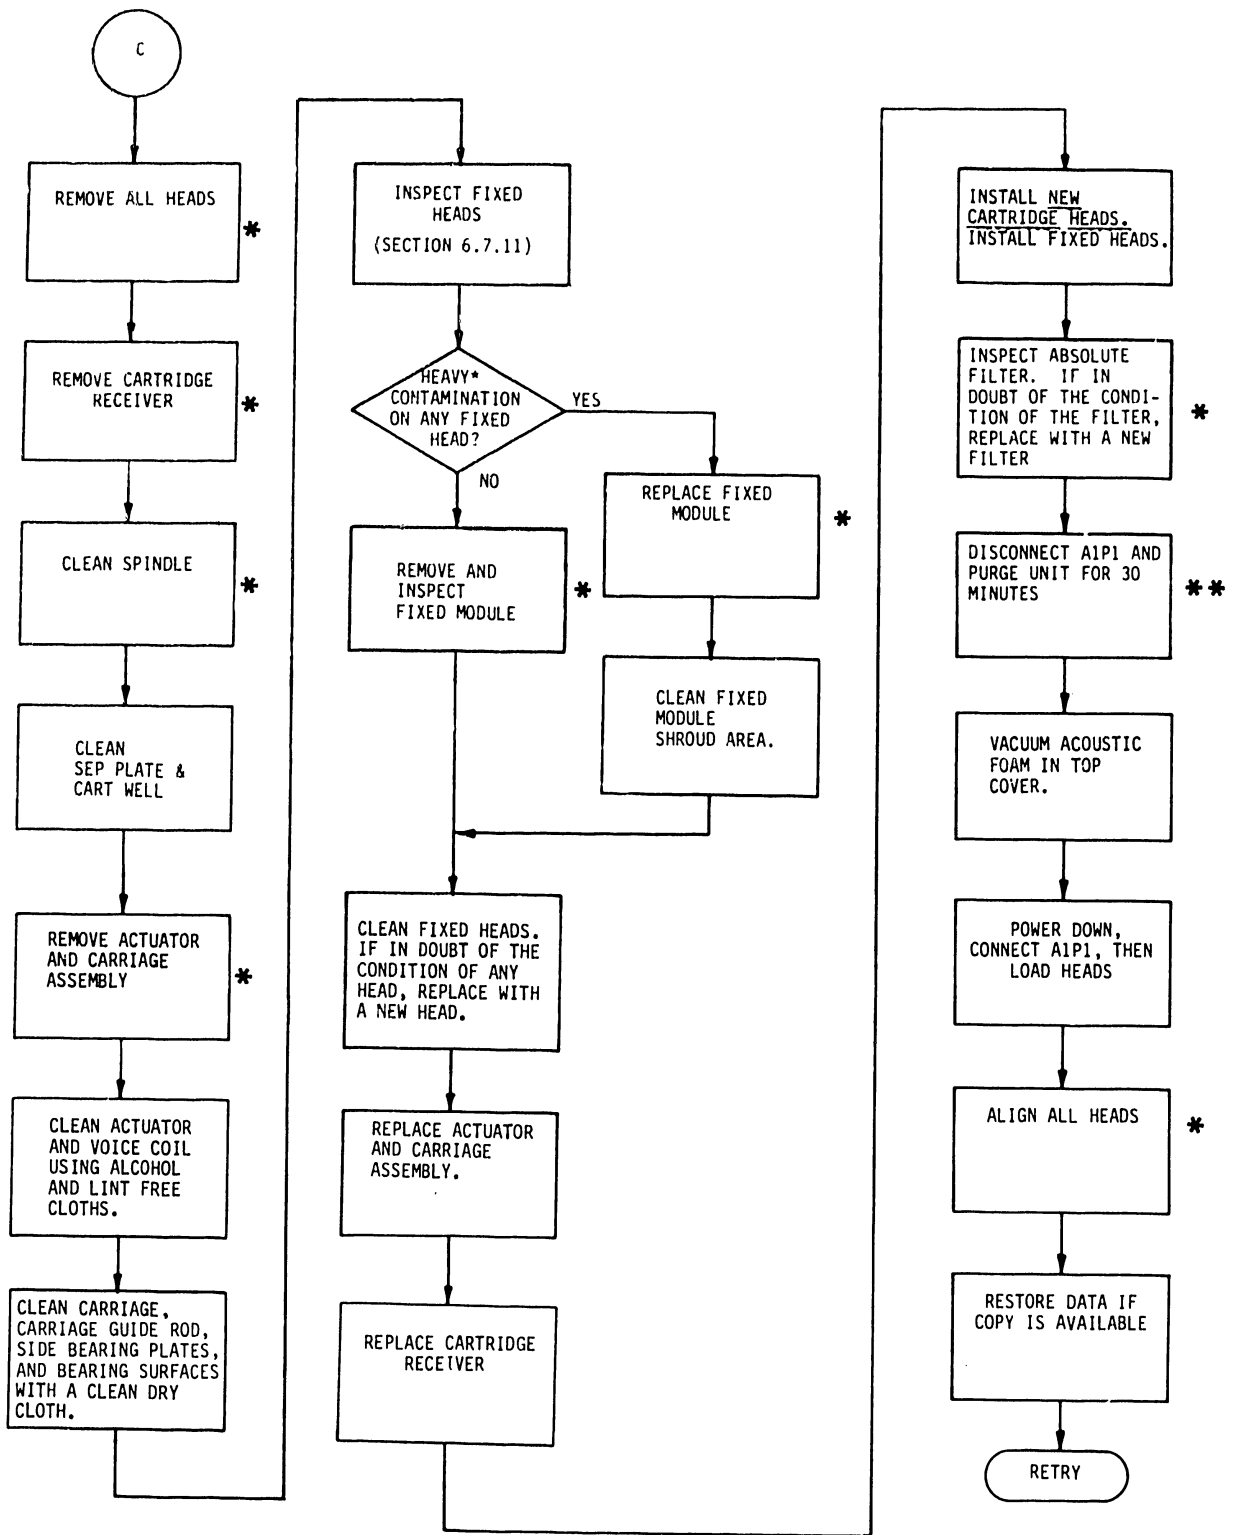 C
REMOVE ALL HEADS
*
REMOVE CARTRIDGE
RECEIVER
*
CLEAN SPINDLE
*
CLEAN
SEP PLATE &
CART WELL
REMOVE ACTUATOR
AND CARRIAGE
ASSEMBLY
*
CLEAN ACTUATOR
AND VOICE COIL
USING ALCOHOL
AND LINT FREE
CLOTHS.
CLEAN CARRIAGE,
CARRIAGE GUIDE ROD,
SIDE BEARING PLATES,
AND BEARING SURFACES
WITH A CLEAN DRY
CLOTH.
INSPECT FIXED
HEADS
(SECTION 6.7.11)
HEAVY*
CONTAMINATION
ON ANY FIXED
HEAD?
YES
NO
REPLACE FIXED
MODULE
*
REMOVE AND
INSPECT
FIXED MODULE
*
CLEAN FIXED
MODULE
SHROUD AREA.
CLEAN FIXED HEADS.
IF IN DOUBT OF THE
CONDITION OF ANY
HEAD, REPLACE WITH
A NEW HEAD.
REPLACE ACTUATOR
AND CARRIAGE
ASSEMBLY.
REPLACE CARTRIDGE
RECEIVER
INSTALL NEW
CARTRIDGE HEADS.
INSTALL FIXED HEADS.
INSPECT ABSOLUTE
FILTER. IF IN
DOUBT OF THE CONDI-
TION OF THE FILTER,
REPLACE WITH A NEW
FILTER
*
DISCONNECT A1P1 AND
PURGE UNIT FOR 30
MINUTES
**
VACUUM ACOUSTIC
FOAM IN TOP
COVER.
POWER DOWN,
CONNECT A1P1, THEN
LOAD HEADS
ALIGN ALL HEADS
*
RESTORE DATA IF
COPY IS AVAILABLE
RETRY